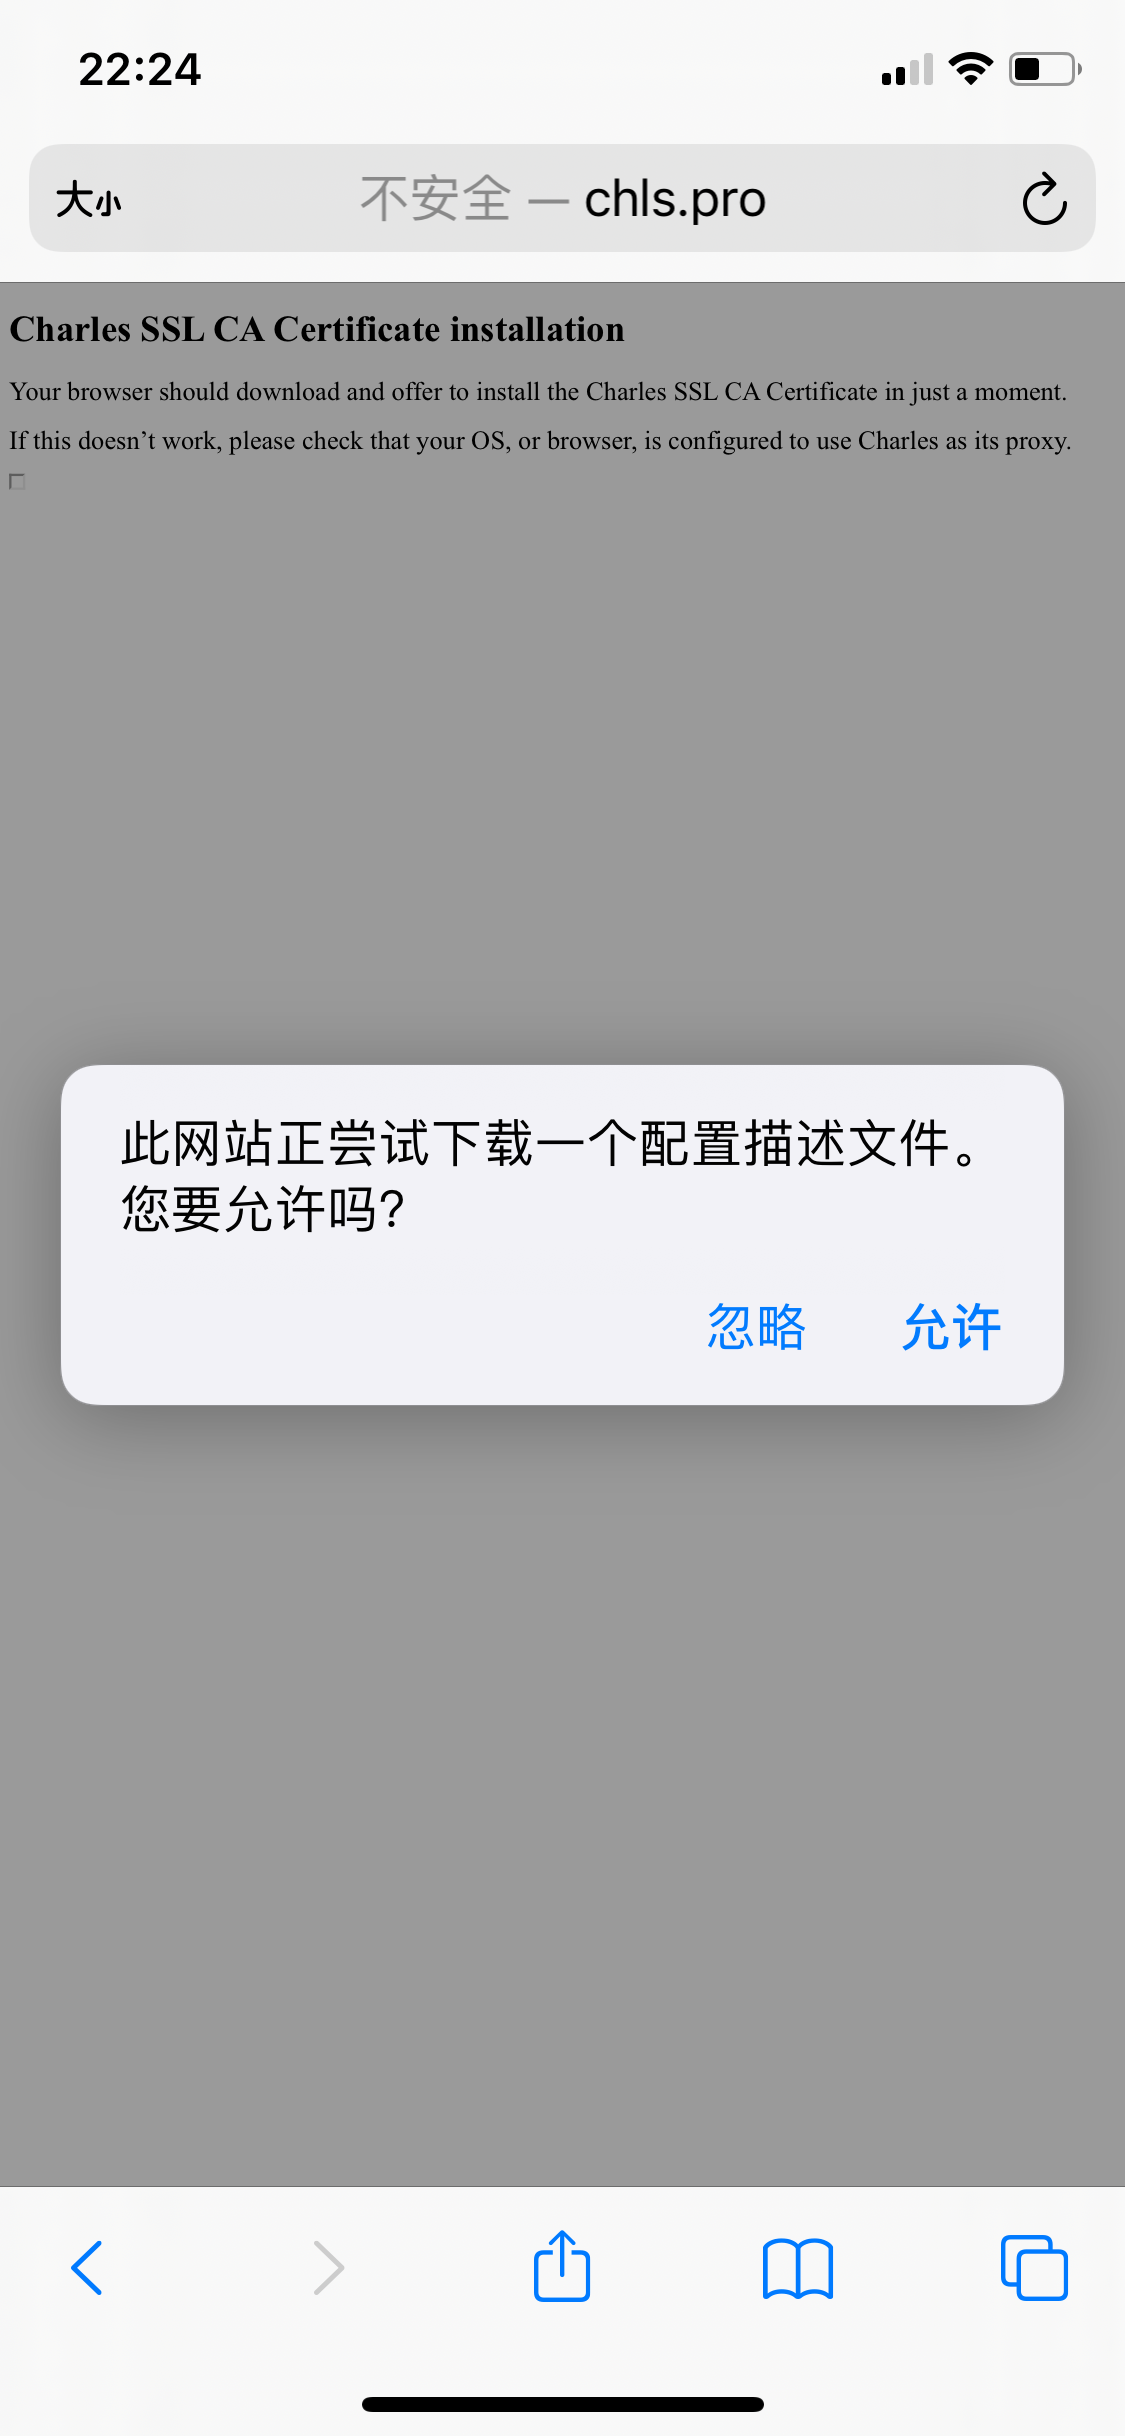 22:24
大小
不安全 — chls.pro
Charles SSL CA Certificate installation
Your browser should download and offer to install the Charles SSL CA Certificate in just a moment.
If this doesn’t work, please check that your OS, or browser, is configured to use Charles as its proxy.
此网站正尝试下载一个配置描述文件。
您要允许吗?
忽略 允许